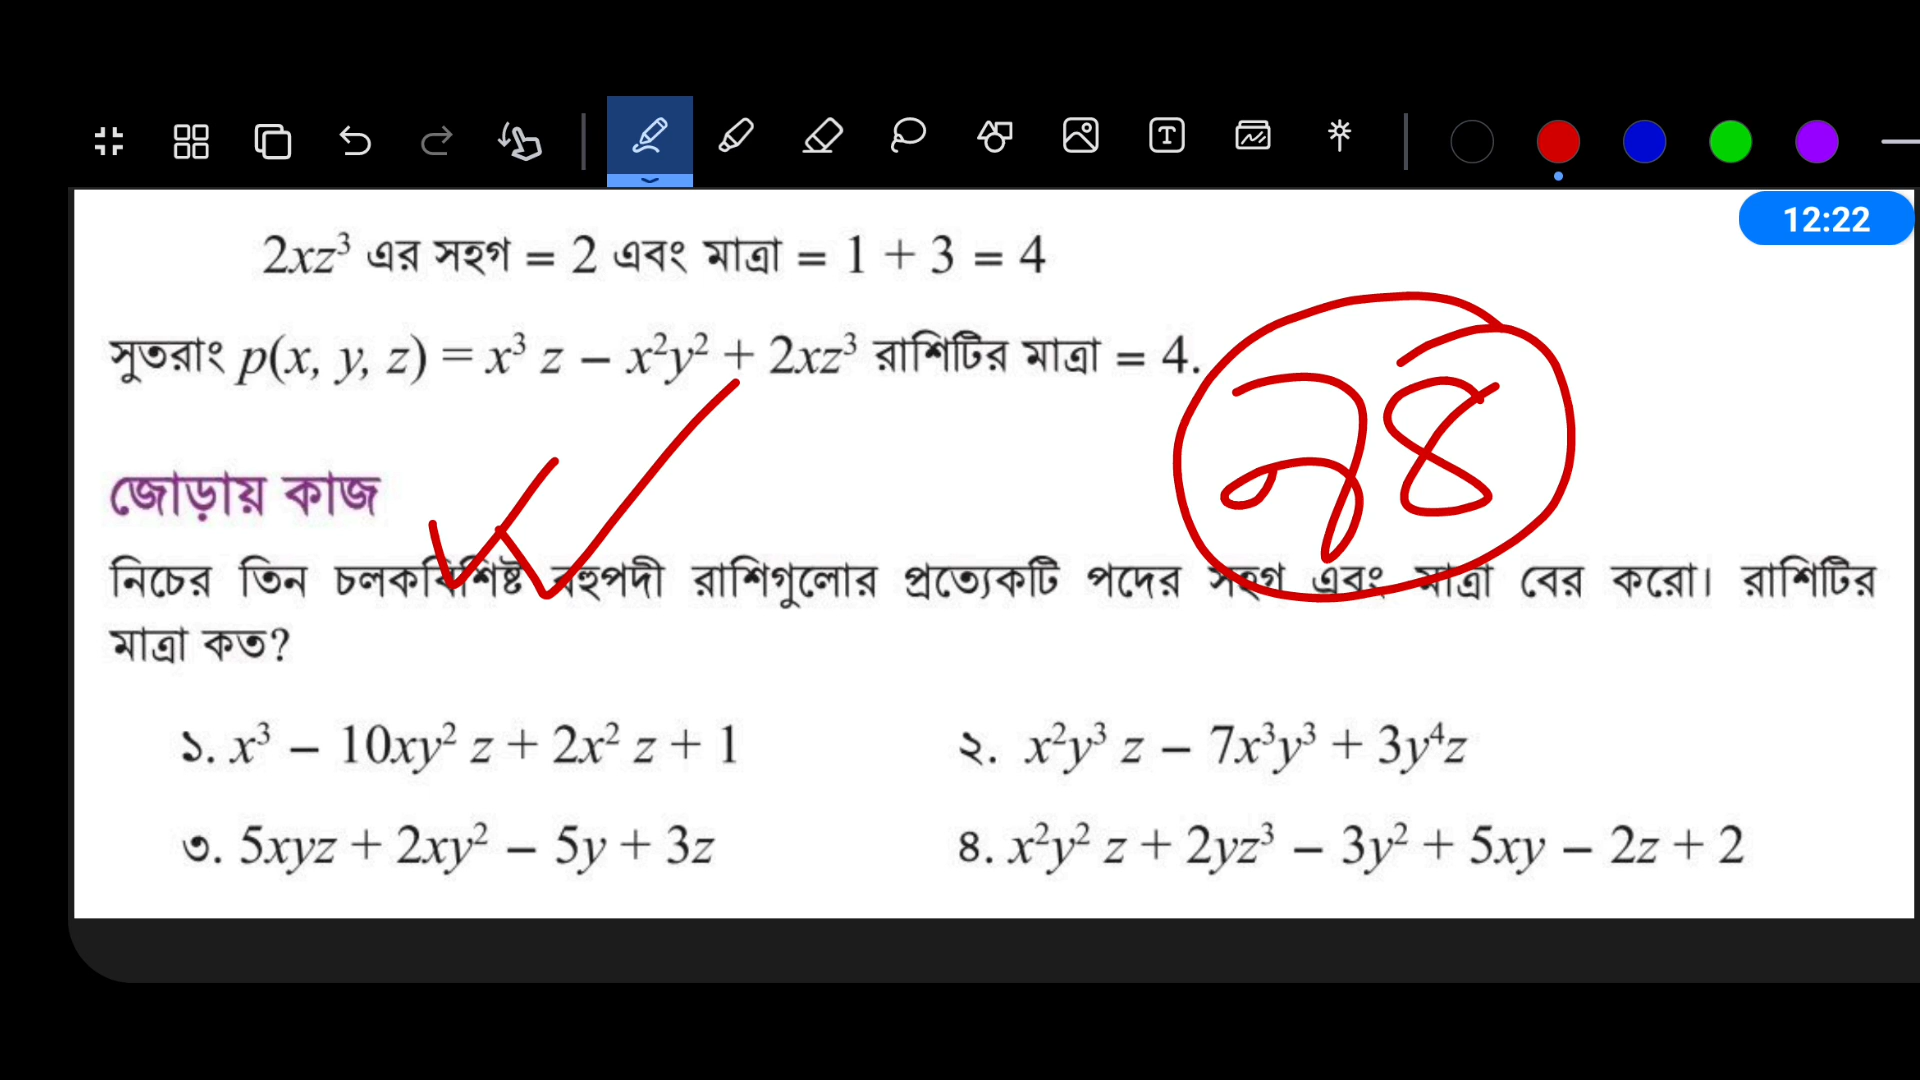 12:22
2xz³ এর সহগ = 2 এবং মাত্রা = 1 + 3 = 4
সুতরাং p(x, y, z) = x³ z – x²y² + 2xz³ রাশিটির মাত্রা = 4.
২৪
জোড়ায় কাজ
নিচের তিন চলকবিশিষ্ট বহুপদী রাশিগুলোর প্রত্যেকটি পদের সহগ এবং মাত্রা বের করো। রাশিটির
মাত্রা কত?
১. x³ – 10xy² z + 2x² z + 1
২. x²y³ z – 7x³y³ + 3y⁴z
৩. 5xyz + 2xy² – 5y + 3z
৪. x²y² z + 2yz³ – 3y² + 5xy – 2z + 2